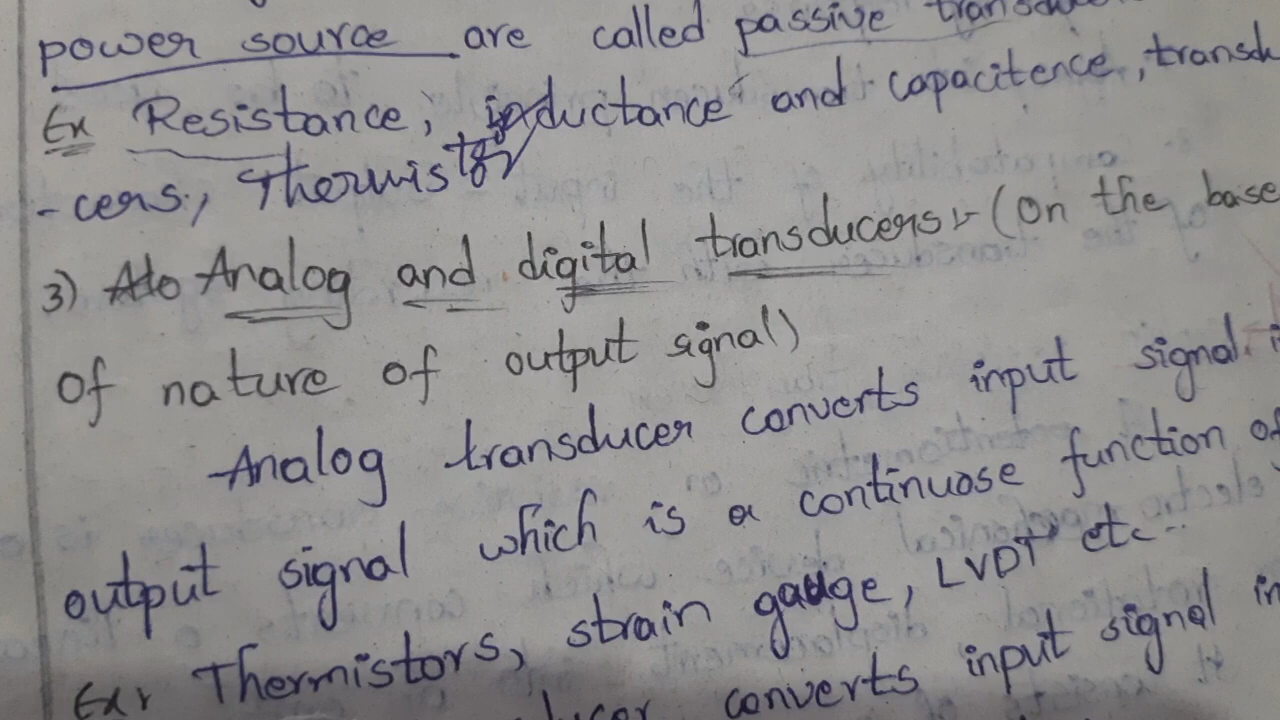 power source are called passive
Ex Resistance, inductance and capacitence, transdu
-cers, Thermistor
3) Analog and digital transducers :- (on the base
of nature of output signal)
Analog transducer converts input signal
output signal which is a continuose function of
Ex: Thermistors, strain gauge, LVDT etc..
converts input signal in